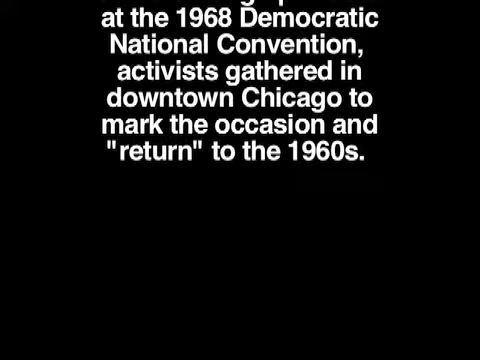 at the 1968 Democratic
National Convention,
activists gathered in
downtown Chicago to
mark the occasion and
"return" to the 1960s.